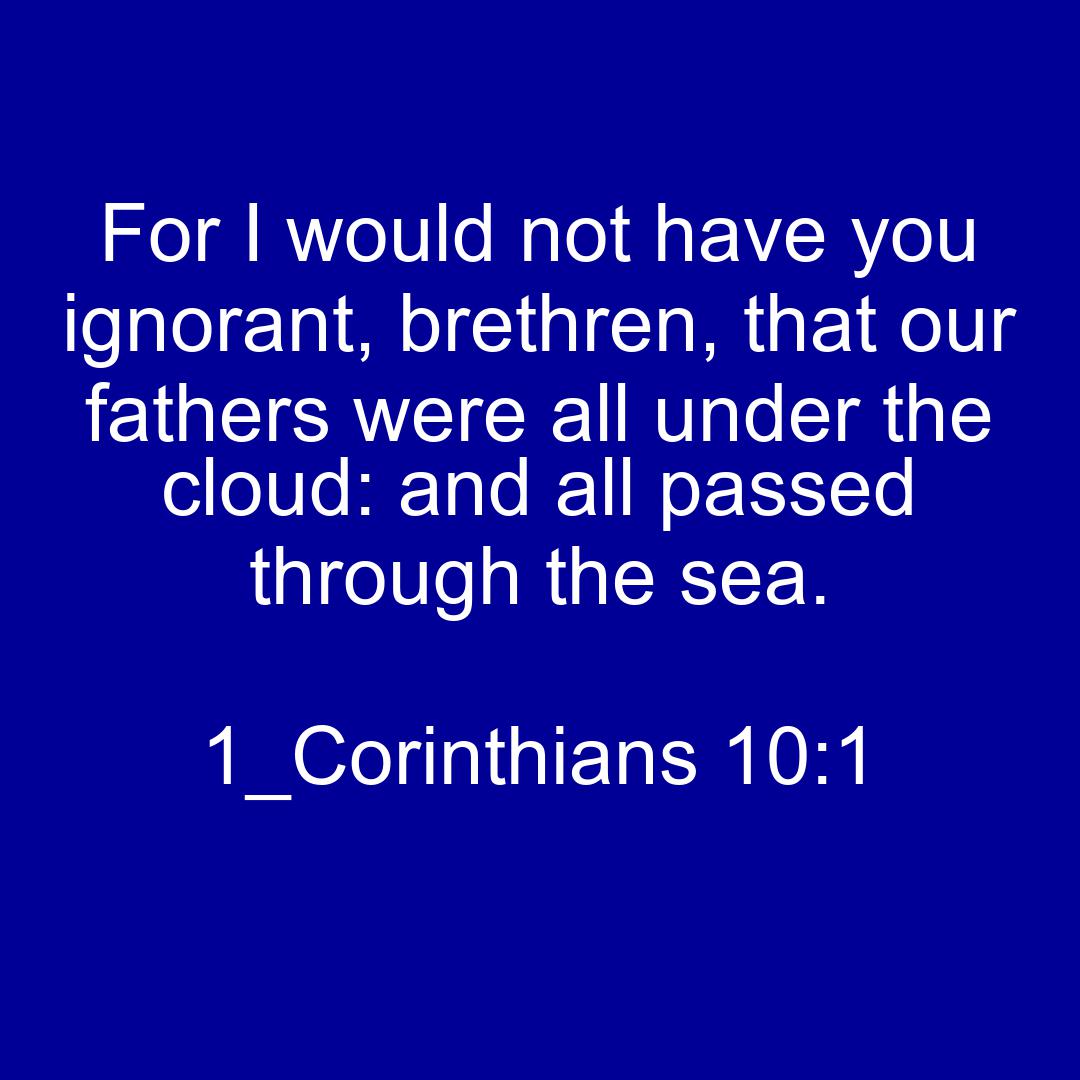 For I would not have you
ignorant, brethren, that our
fathers were all under the
cloud: and all passed
through the sea.
1_Corinthians 10:1